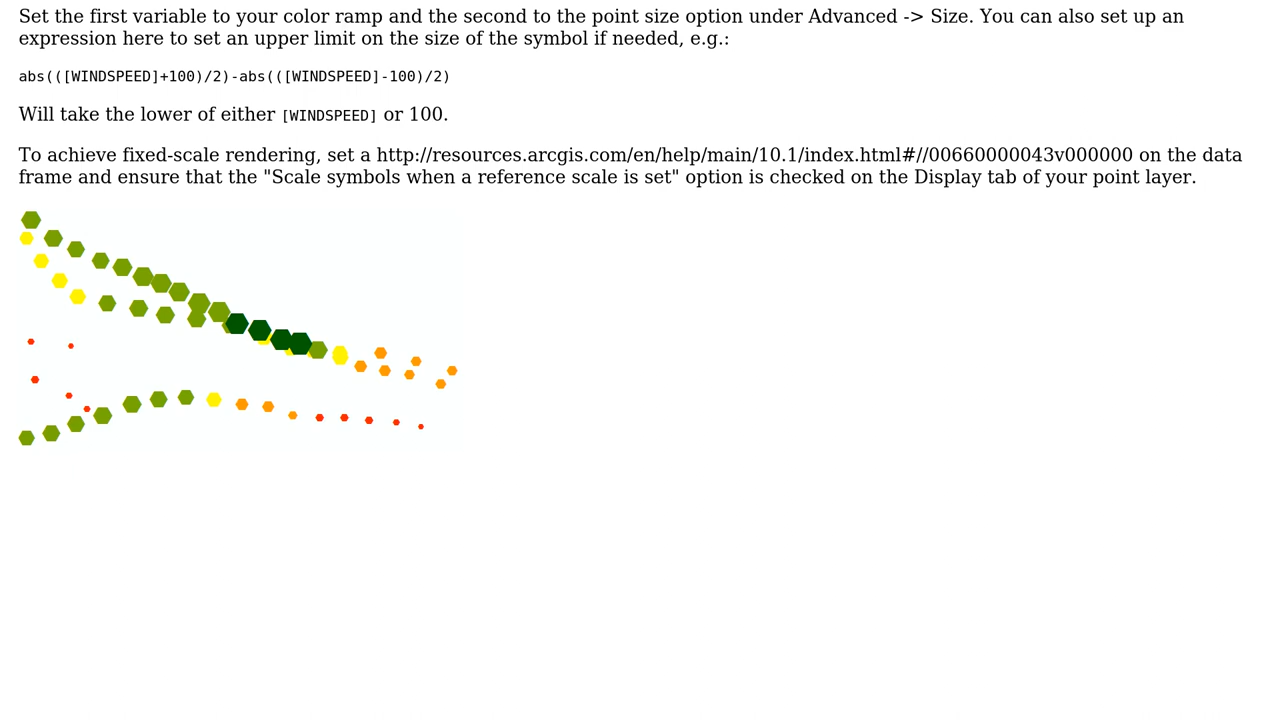 Set the first variable to your color ramp and the second to the point size option under Advanced -> Size. You can also set up an
expression here to set an upper limit on the size of the symbol if needed, e.g.:
abs(([WINDSPEED]+100)/2)-abs(([WINDSPEED]-100)/2)
Will take the lower of either [WINDSPEED] or 100.
To achieve fixed-scale rendering, set a http://resources.arcgis.com/en/help/main/10.1/index.html#//00660000043v000000 on the data
frame and ensure that the "Scale symbols when a reference scale is set" option is checked on the Display tab of your point layer.